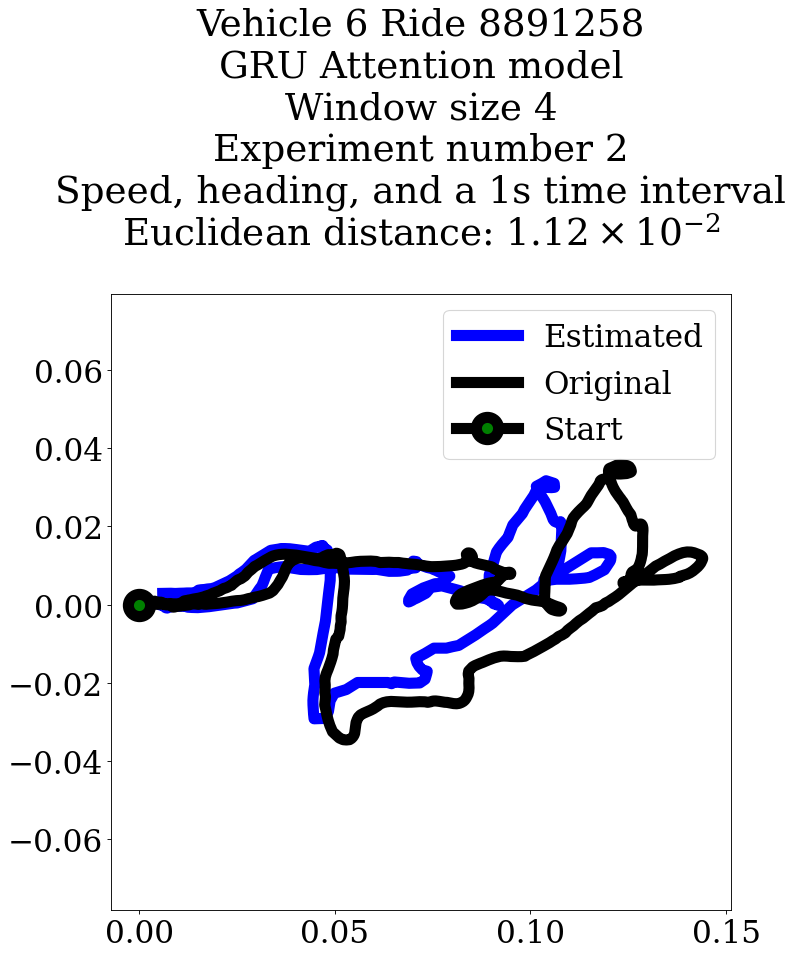 Vehicle 6 Ride 8891258
GRU Attention model
Window size 4
Experiment number 2
Speed, heading, and a 1s time interval
Euclidean distance: 1.12 × 10⁻²
Estimated
Original
Start
0.06
0.04
0.02
0.00
−0.02
−0.04
−0.06
0.00 0.05 0.10 0.15